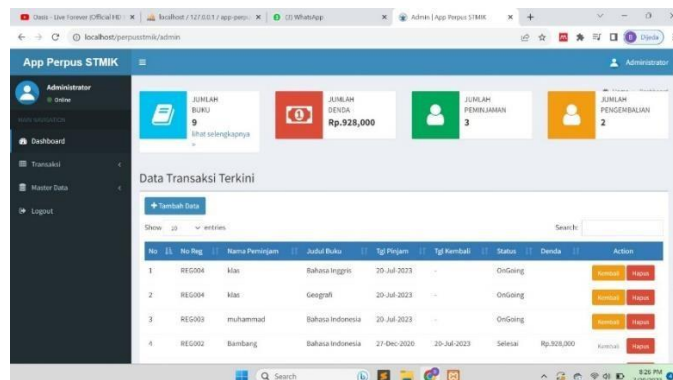 Oasis - Live Forever (Official HD
localhost / 127.0.0.1 / app-perpu
WhatsApp
Admin | App Perpus STMIK
localhost/perpusstmik/admin
Dijeda
App Perpus STMIK
Administrator
Administrator
Online
MAIN NAVIGATION
Dashboard
Transaksi
Master Data
Logout
JUMLAH BUKU
9
lihat selengkapnya
JUMLAH DENDA
Rp.928,000
JUMLAH PEMINJAMAN
3
JUMLAH PENGEMBALIAN
2
Data Transaksi Terkini
+ Tambah Data
Show 10 entries
Search:
No No Reg Nama Peminjam Judul Buku Tgl Pinjam Tgl Kembali Status Denda Action
1 REG004 klas Bahasa Inggris 20-Jul-2023 - OnGoing Kembali Hapus
2 REG004 klas Geografi 20-Jul-2023 - OnGoing Kembali Hapus
3 REG003 muhammad Bahasa Indonesia 20-Jul-2023 - OnGoing Kembali Hapus
4 REG002 Bambang Bahasa Indonesia 27-Dec-2020 20-Jul-2023 Selesai Rp.928,000 Kembali Hapus
Search
8:26 PM